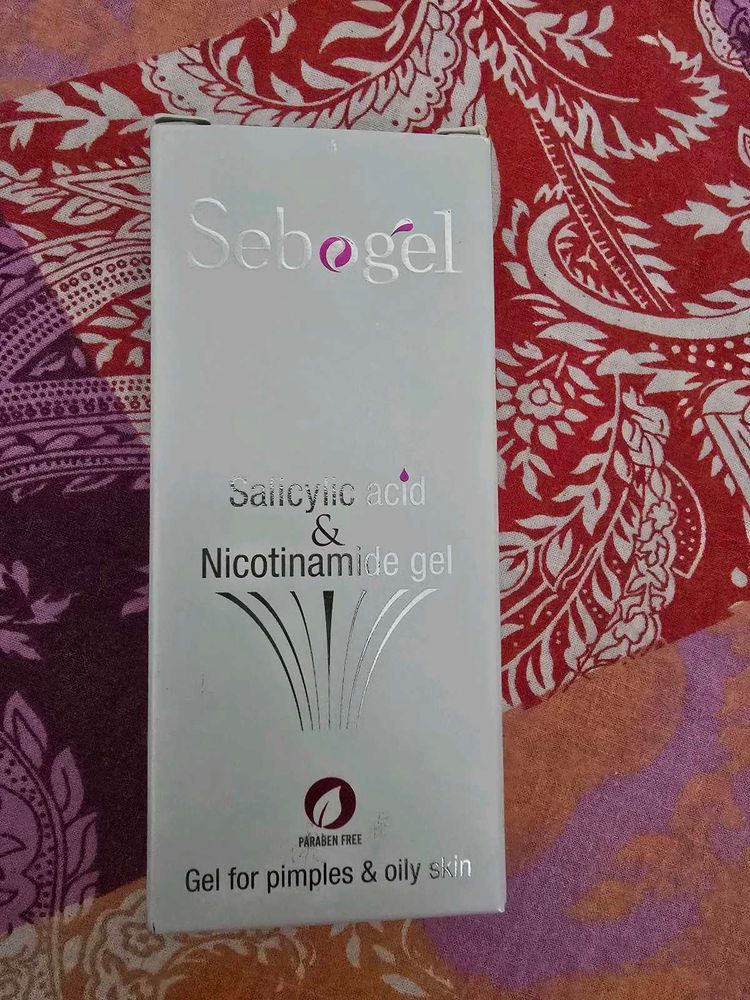 Sebogel
Salicylic acid
&
Nicotinamide gel
PARABEN FREE
Gel for pimples & oily skin